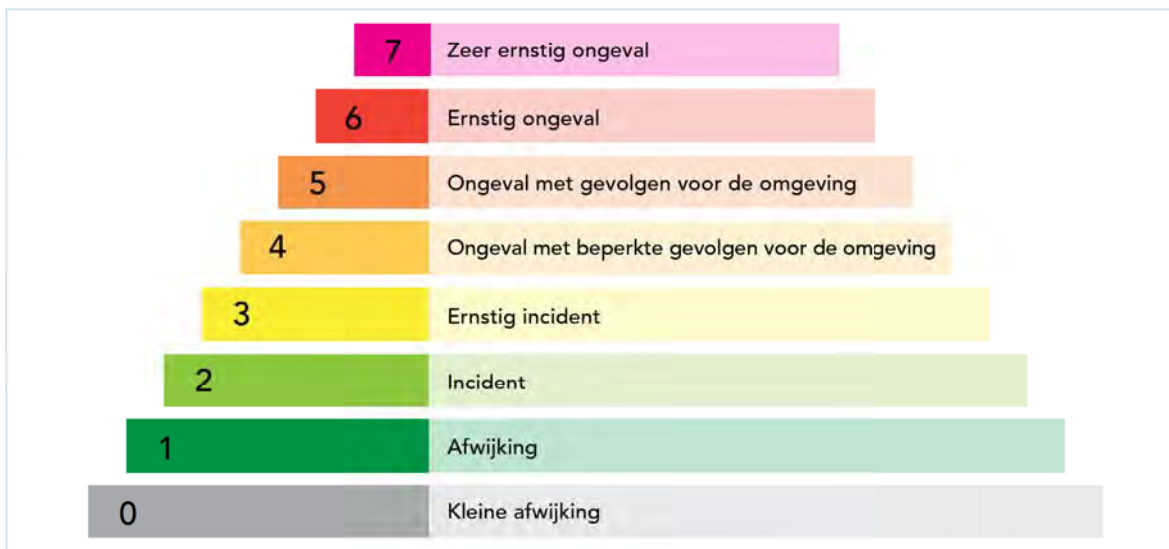 7 Zeer ernstig ongeval
6 Ernstig ongeval
5 Ongeval met gevolgen voor de omgeving
4 Ongeval met beperkte gevolgen voor de omgeving
3 Ernstig incident
2 Incident
1 Afwijking
0 Kleine afwijking